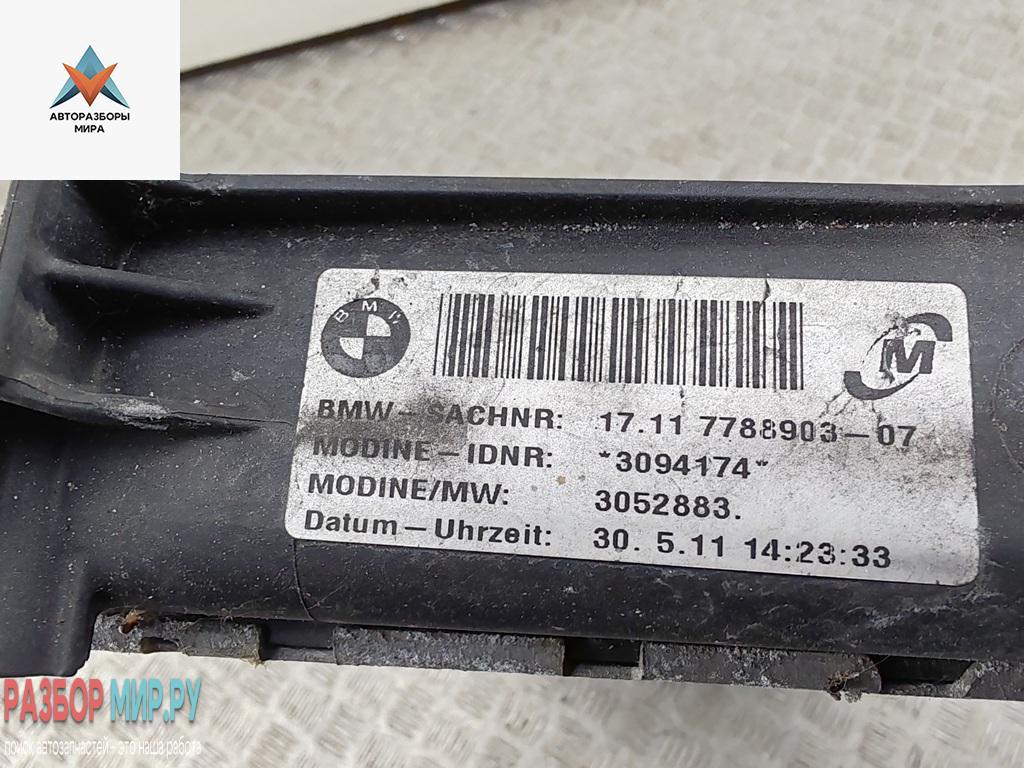 АВТОРАЗБОРЫ
МИРА
BMW
M
BMW-SACHNR: 17.11 7788903-07
MODINE-IDNR: *3094174*
MODINE/MW: 3052883.
Datum-Uhrzeit: 30. 5.11 14:23:33
РАЗБОР МИР.РУ
поиск автозапчастей - это наша работа